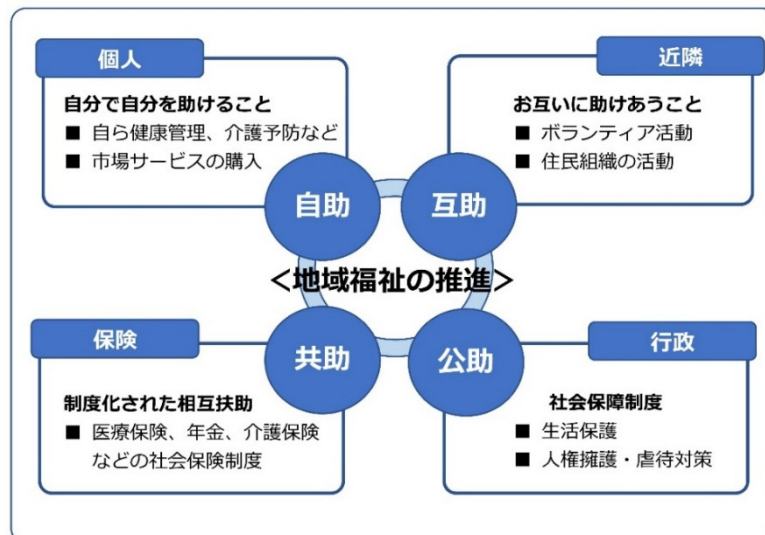 個人
自分で自分を助けること
■ 自ら健康管理、介護予防など
■ 市場サービスの購入
自助
近隣
お互いに助けあうこと
■ ボランティア活動
■ 住民組織の活動
互助
＜地域福祉の推進＞
保険
制度化された相互扶助
■ 医療保険、年金、介護保険
などの社会保険制度
共助
行政
社会保障制度
■ 生活保護
■ 人権擁護・虐待対策
公助